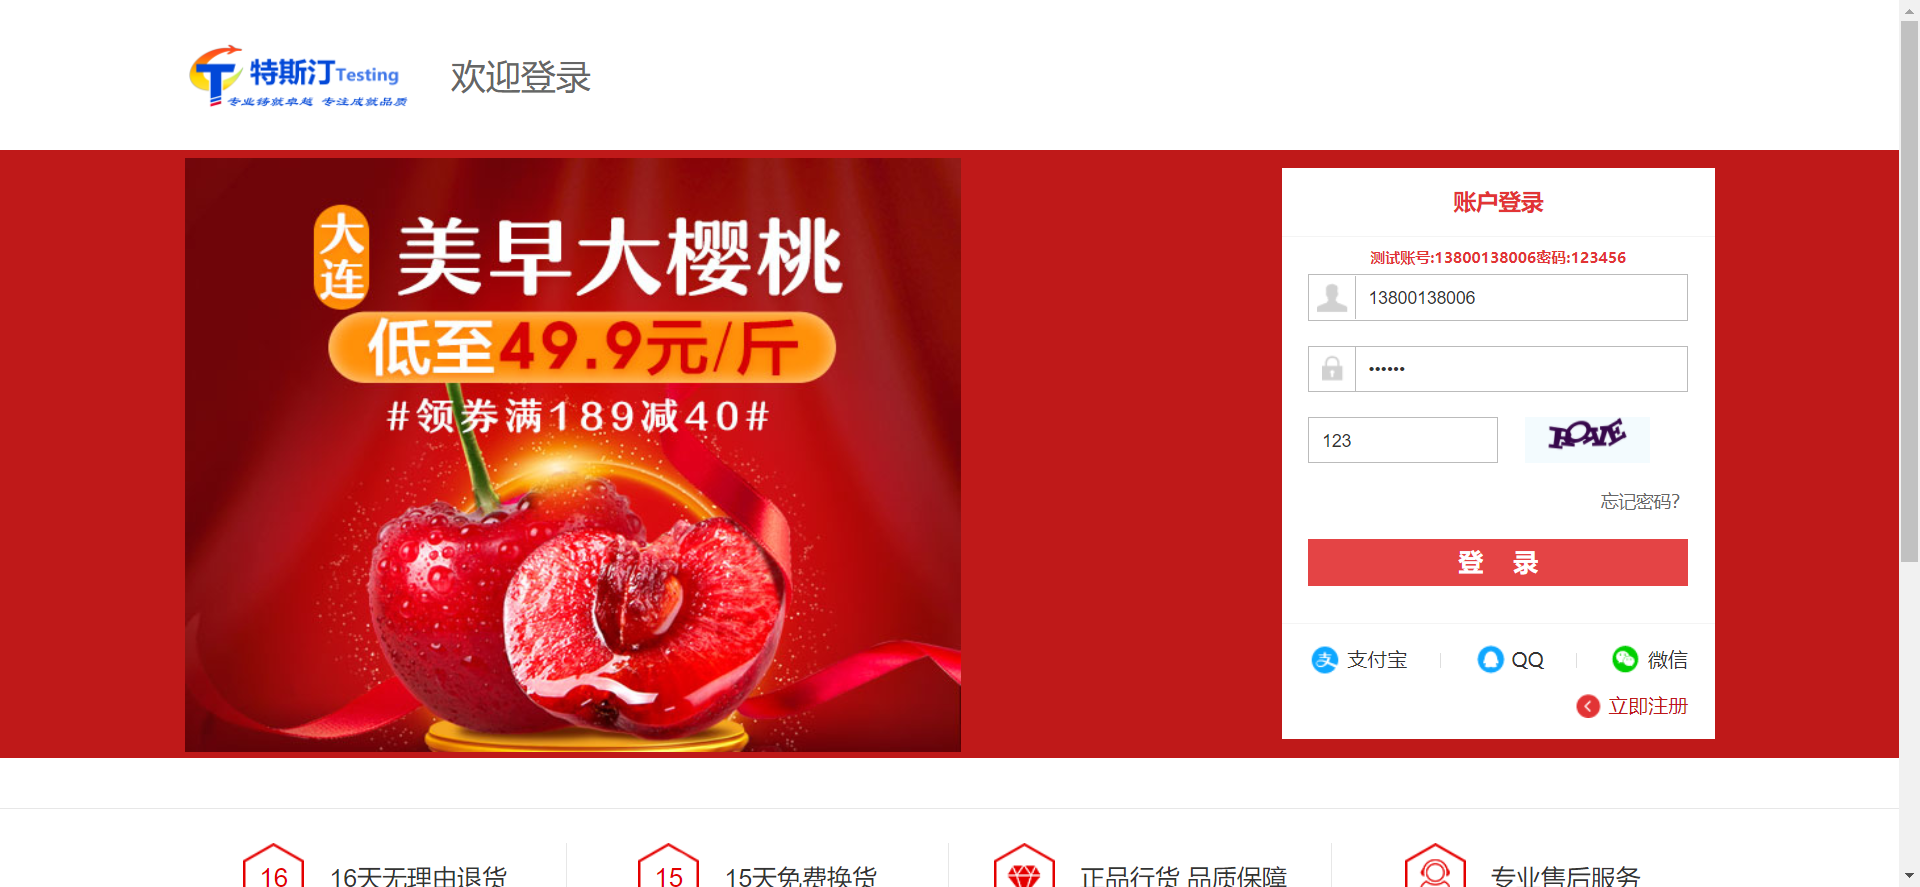 特斯汀Testing
专业铸就卓越 专注成就品质
欢迎登录
大连
美早大樱桃
低至49.9元/斤
#领券满189减40#
账户登录
测试账号:13800138006密码:123456
13800138006
••••••
123
忘记密码?
登 录
支付宝
QQ
微信
立即注册
16
16天无理由退货
15
15天免费换货
正品行货 品质保障
专业售后服务